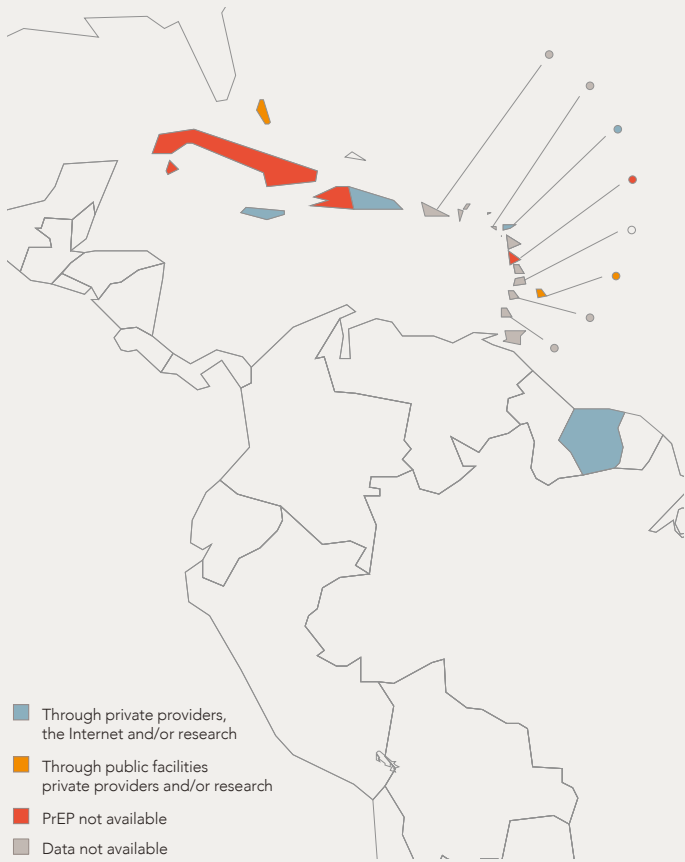 Through private providers,
the Internet and/or research
Through public facilities
private providers and/or research
PrEP not available
Data not available